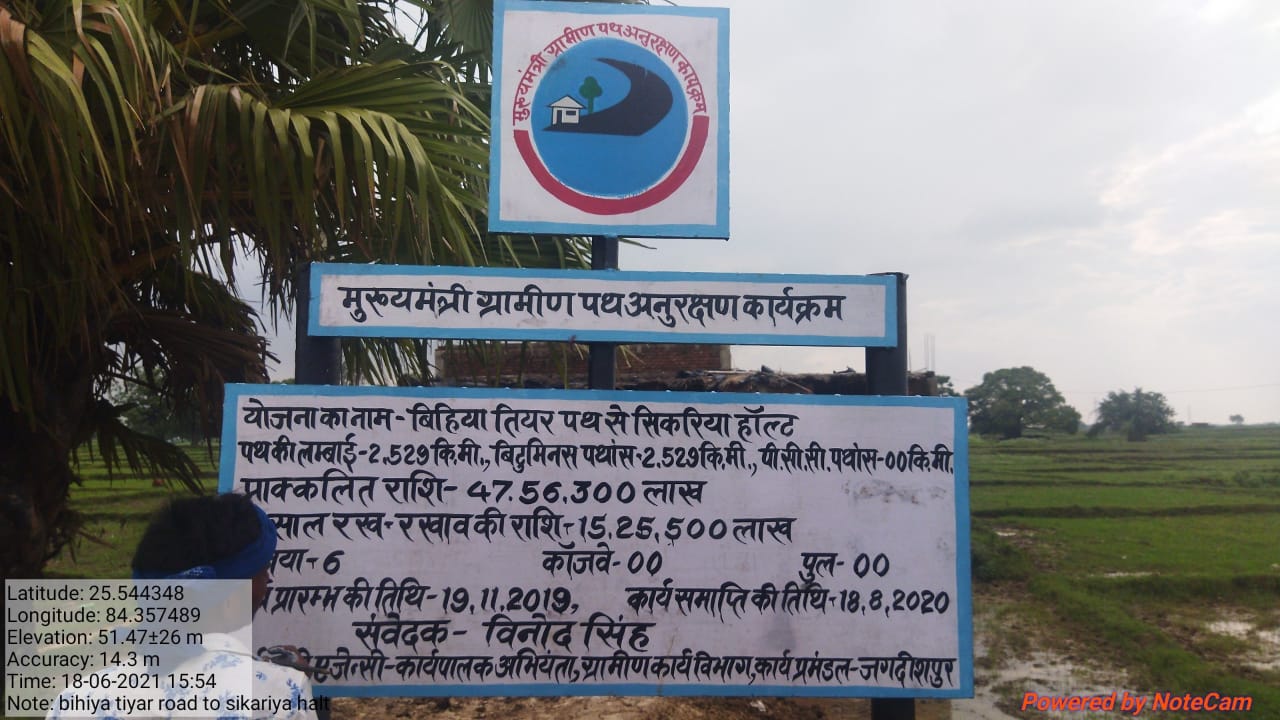 मुख्यमंत्री ग्रामीण पथ अनुरक्षण कार्यक्रम
मुख्यमंत्री ग्रामीण पथ अनुरक्षण कार्यक्रम
योजना का नाम - बिहिया तियर पथ से सिकरिया हॉल्ट
पथ की लम्बाई - 2.529 कि.मी., बिटुमिनस पथांस - 2.529 कि.मी., पी.सी.सी. पथांस - 00 कि.मी.
प्राक्कलित राशि - 47.56.300 लाख
साल रख-रखाव की राशि - 15,25,500 लाख
- 6 कॉजवे - 00 पुल - 00
प्रारम्भ की तिथि - 19.11.2019, कार्य समाप्ति की तिथि - 18.8.2020
संवेदक - विनोद सिंह
एजेन्सी - कार्यपालक अभियंता, ग्रामीण कार्य विभाग, कार्य प्रमंडल - जगदीशपुर
Latitude: 25.544348
Longitude: 84.357489
Elevation: 51.47±26 m
Accuracy: 14.3 m
Time: 18-06-2021 15:54
Note: bihiya tiyar road to sikariya halt
Powered by NoteCam